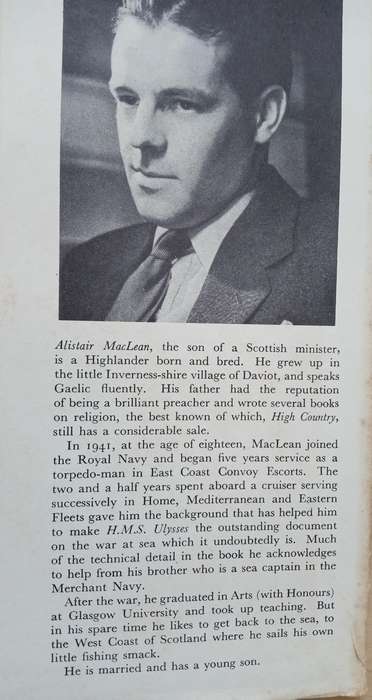 Alistair MacLean, the son of a Scottish minister,
is a Highlander born and bred. He grew up in
the little Inverness-shire village of Daviot, and speaks
Gaelic fluently. His father had the reputation
of being a brilliant preacher and wrote several books
on religion, the best known of which, High Country,
still has a considerable sale.
In 1941, at the age of eighteen, MacLean joined
the Royal Navy and began five years service as a
torpedo-man in East Coast Convoy Escorts. The
two and a half years spent aboard a cruiser serving
successively in Home, Mediterranean and Eastern
Fleets gave him the background that has helped him
to make H.M.S. Ulysses the outstanding document
on the war at sea which it undoubtedly is. Much
of the technical detail in the book he acknowledges
to help from his brother who is a sea captain in the
Merchant Navy.
After the war, he graduated in Arts (with Honours)
at Glasgow University and took up teaching. But
in his spare time he likes to get back to the sea, to
the West Coast of Scotland where he sails his own
little fishing smack.
He is married and has a young son.